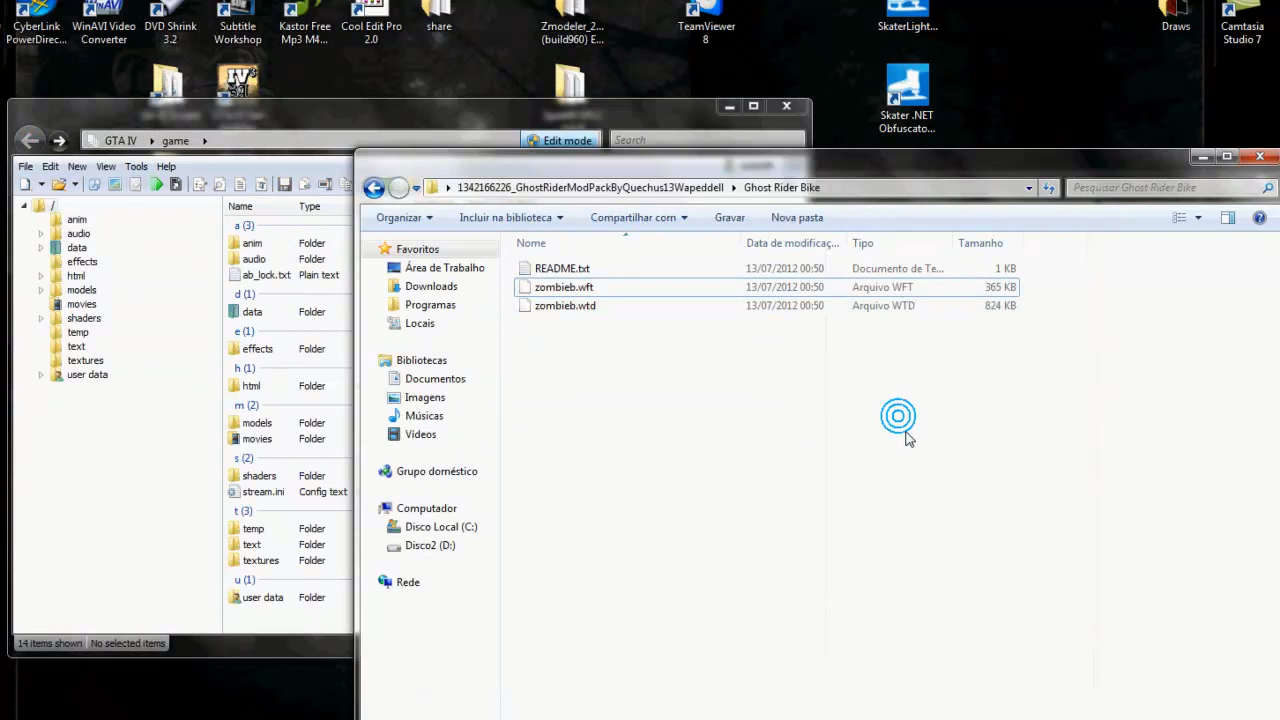 CyberLink PowerDirec...
WinAVI Video Converter
DVD Shrink 3.2
Subtitle Workshop
Kastor Free Mp3 M4...
Cool Edit Pro 2.0
share
Zmodeler_2... (build960) E...
TeamViewer 8
SkaterLight...
Draws
Camtasia Studio 7
IV
Skater .NET Obfuscato...
GTA IV
game
Edit mode
Search
File Edit New View Tools Help
/
anim
audio
data
effects
html
models
movies
shaders
temp
text
textures
user data
Name Type
a (3)
anim Folder
audio Folder
ab_lock.txt Plain text
d (1)
data Folder
e (1)
effects Folder
h (1)
html Folder
m (2)
models Folder
movies Folder
s (2)
shaders Folder
stream.ini Config text
t (3)
temp Folder
text Folder
textures Folder
u (1)
user data Folder
14 items shown No selected items
1342166226_GhostRiderModPackByQuechus13Wapeddell
Ghost Rider Bike
Pesquisar Ghost Rider Bike
Organizar Incluir na biblioteca Compartilhar com Gravar Nova pasta
Favoritos
Área de Trabalho
Downloads
Programas
Locais
Bibliotecas
Documentos
Imagens
Músicas
Vídeos
Grupo doméstico
Computador
Disco Local (C:)
Disco2 (D:)
Rede
Nome Data de modificaç... Tipo Tamanho
README.txt 13/07/2012 00:50 Documento de Te... 1 KB
zombieb.wft 13/07/2012 00:50 Arquivo WFT 365 KB
zombieb.wtd 13/07/2012 00:50 Arquivo WTD 824 KB